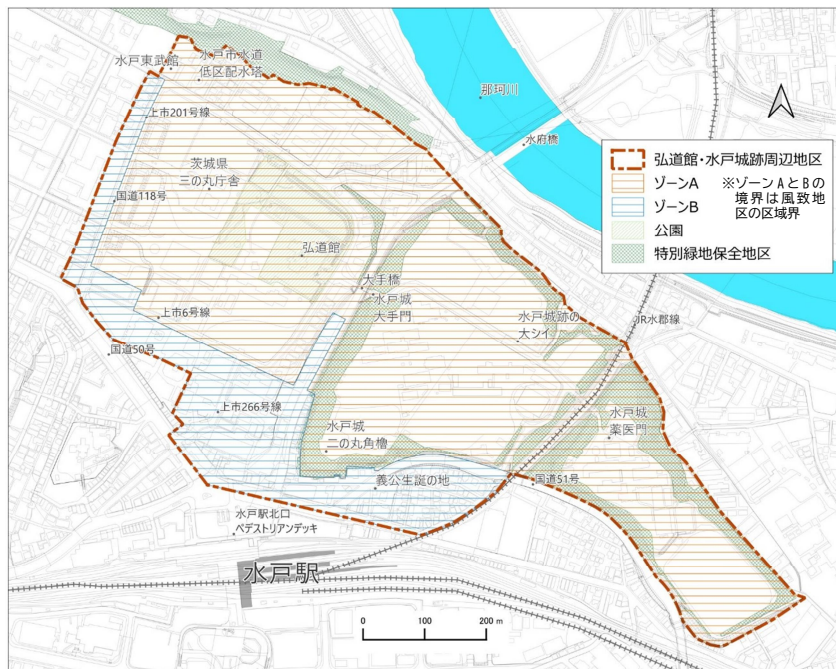 水戸東武館
水戸市水道
低区配水塔
那珂川
水府橋
上市201号線
茨城県
三の丸庁舎
国道118号
弘道館
大手橋
水戸城
大手門
上市6号線
水戸城跡の
大シイ
JR水郡線
国道50号
上市266号線
水戸城
薬医門
水戸城
二の丸角櫓
義公生誕の地
国道51号
水戸駅北口
ペデストリアンデッキ
水戸駅
弘道館・水戸城跡周辺地区
ゾーンA
ゾーンB
※ゾーンAとBの
境界は風致地
区の区域界
公園
特別緑地保全地区
0 100 200 m